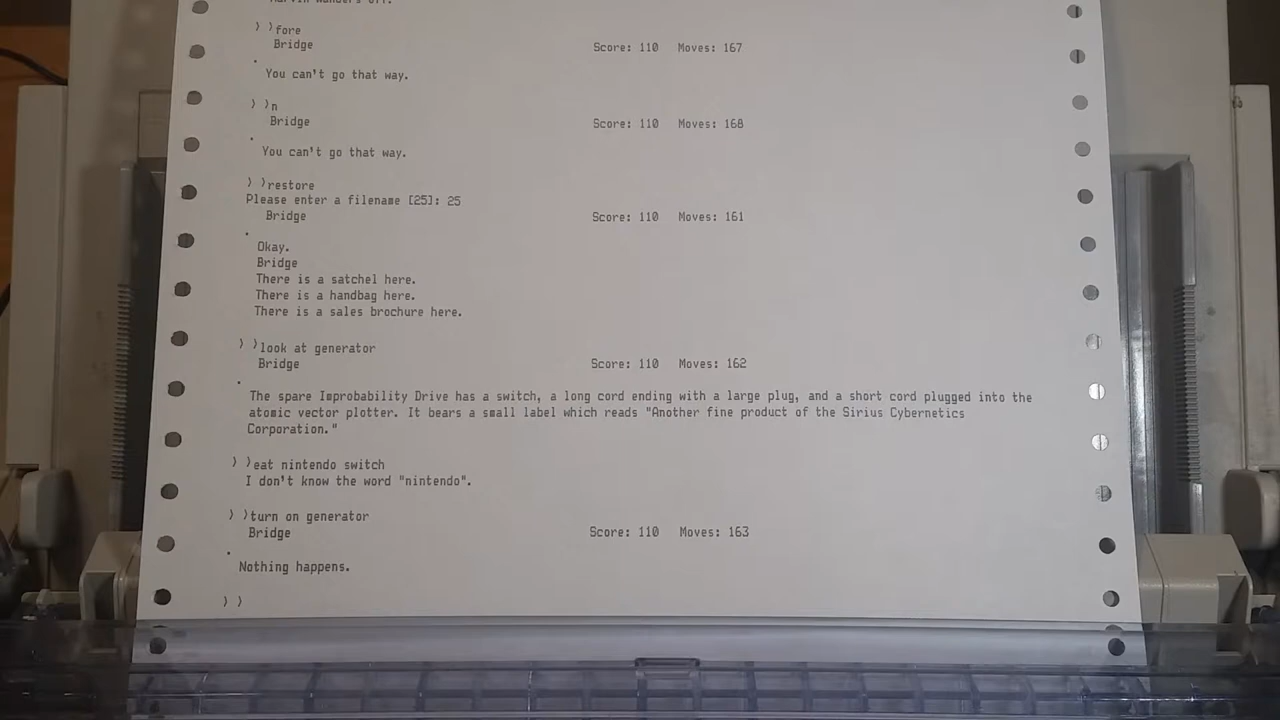 Marvin wanders off.
> >fore
Bridge Score: 110 Moves: 167
.
You can't go that way.
> >n
Bridge Score: 110 Moves: 168
.
You can't go that way.
> >restore
Please enter a filename [25]: 25
Bridge Score: 110 Moves: 161
.
Okay.
Bridge
There is a satchel here.
There is a handbag here.
There is a sales brochure here.
> >look at generator
Bridge Score: 110 Moves: 162
.
The spare Improbability Drive has a switch, a long cord ending with a large plug, and a short cord plugged into the
atomic vector plotter. It bears a small label which reads "Another fine product of the Sirius Cybernetics
Corporation."
> >eat nintendo switch
I don't know the word "nintendo".
> >turn on generator
Bridge Score: 110 Moves: 163
.
Nothing happens.
> >